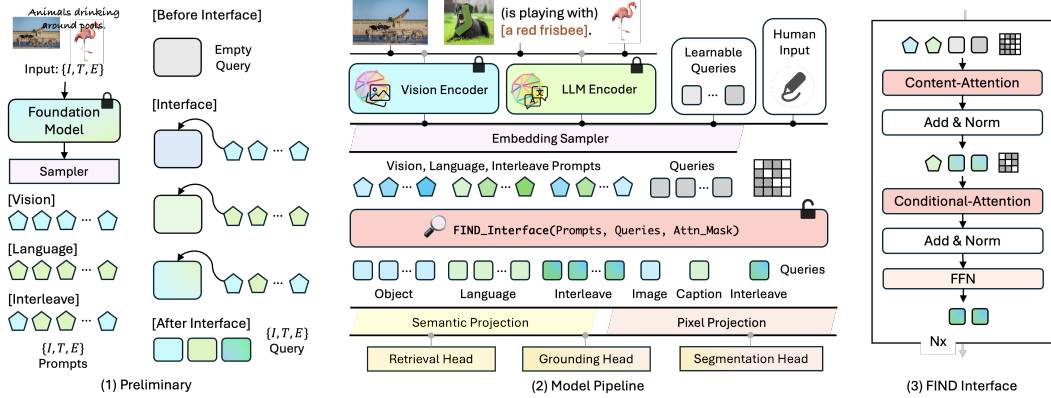 Animals drinking
around pools.
Input: {I, T, E}
Foundation
Model
Sampler
[Vision]
...
[Language]
...
[Interleave]
...
{I, T, E}
Prompts
[Before Interface]
Empty
Query
[Interface]
...
...
...
[After Interface]
{I, T, E}
Query
(1) Preliminary
(is playing with)
[a red frisbee].
Vision Encoder
LLM Encoder
Learnable
Queries
...
Human
Input
Embedding Sampler
Vision, Language, Interleave Prompts
Queries
... ... ... ...
FIND_Interface(Prompts, Queries, Attn_Mask)
... ... ...
Queries
Object
Language
Interleave
Image
Caption
Interleave
Semantic Projection
Pixel Projection
Retrieval Head
Grounding Head
Segmentation Head
(2) Model Pipeline
Content-Attention
Add & Norm
Conditional-Attention
Add & Norm
FFN
Nx
(3) FIND Interface